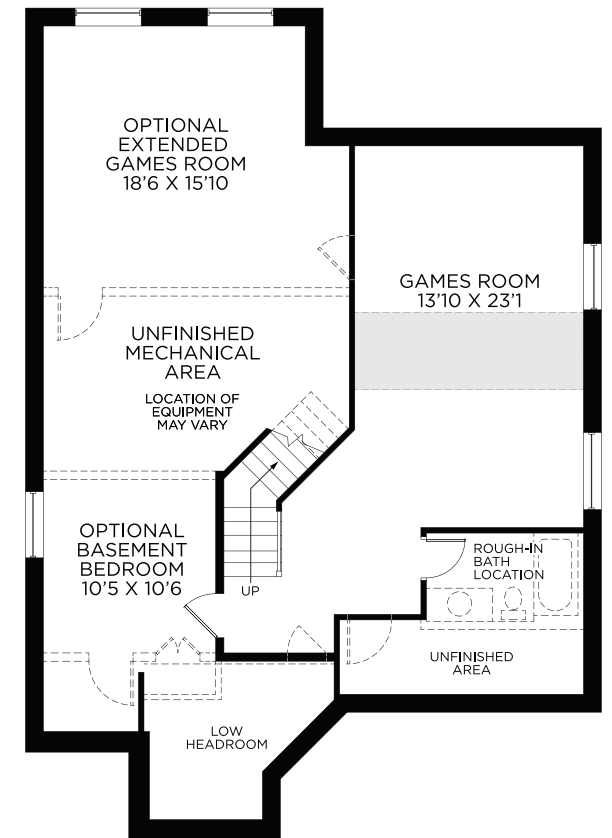 OPTIONAL
EXTENDED
GAMES ROOM
18'6 X 15'10
GAMES ROOM
13'10 X 23'1
UNFINISHED
MECHANICAL
AREA
LOCATION OF
EQUIPMENT
MAY VARY
OPTIONAL
BASEMENT
BEDROOM
10'5 X 10'6
UP
ROUGH-IN
BATH
LOCATION
UNFINISHED
AREA
LOW
HEADROOM